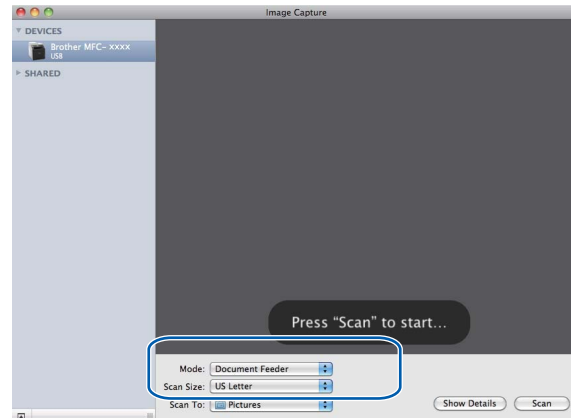 Image Capture
DEVICES
Brother MFC- xxxx
USB
SHARED
Press “Scan” to start...
Mode: Document Feeder
Scan Size: US Letter
Scan To: Pictures
Show Details Scan